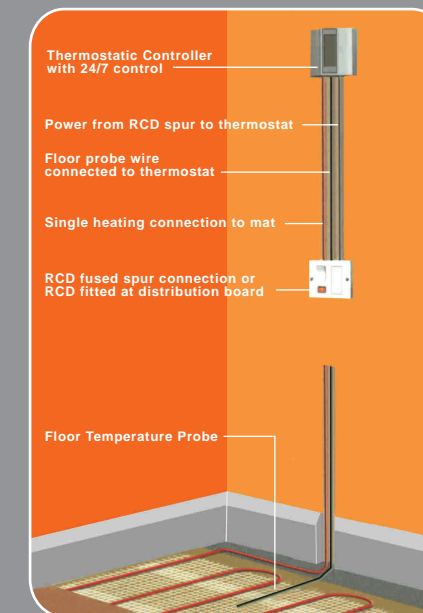 Thermostatic Controller
with 24/7 control
Power from RCD spur to thermostat
Floor probe wire
connected to thermostat
Single heating connection to mat
RCD fused spur connection or
RCD fitted at distribution board
Floor Temperature Probe